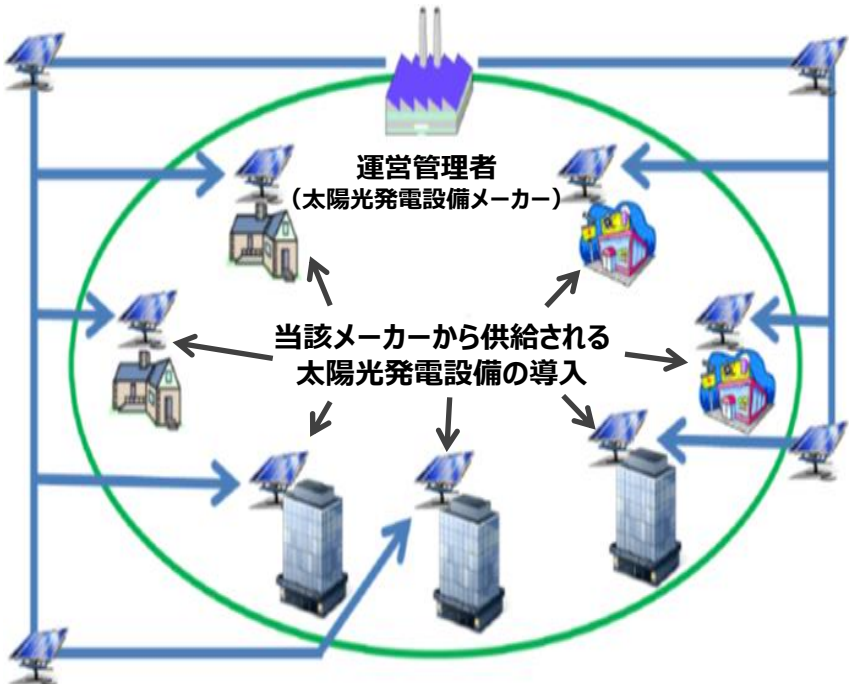 運営管理者
（太陽光発電設備メーカー）
当該メーカーから供給される
太陽光発電設備の導入